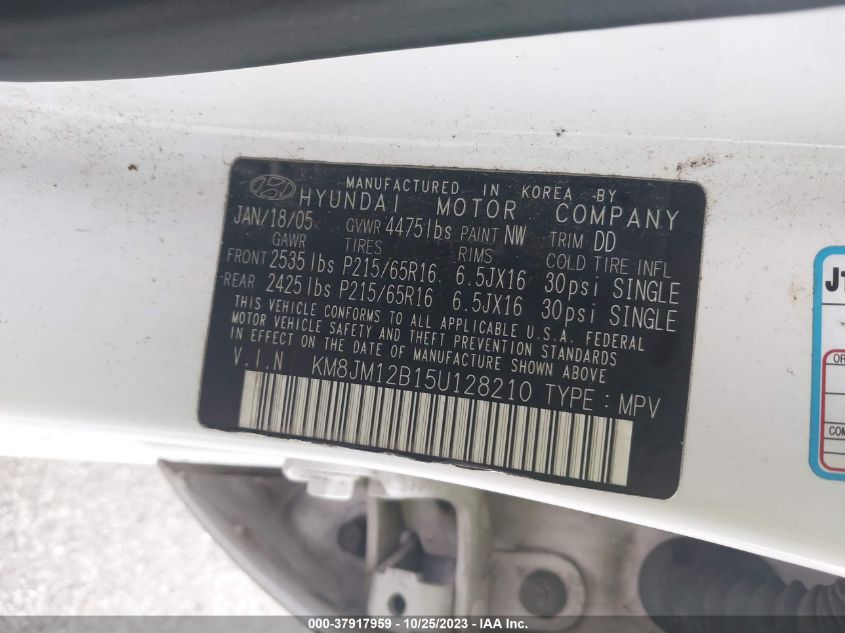 MANUFACTURED IN KOREA BY
HYUNDAI MOTOR COMPANY
JAN/18/05 GVWR 4475lbs PAINT NW TRIM DD
GAWR TIRES RIMS COLD TIRE INFL
FRONT 2535 lbs P215/65R16 6.5JX16 30psi SINGLE
REAR 2425 lbs P215/65R16 6.5JX16 30psi SINGLE
THIS VEHICLE CONFORMS TO ALL APPLICABLE U.S.A. FEDERAL
MOTOR VEHICLE SAFETY AND THEFT PREVENTION STANDARDS
IN EFFECT ON THE DATE OF MANUFACTURE SHOWN ABOVE
V.I.N KM8JM12B15U128210 TYPE : MPV
000-37917959 - 10/25/2023 - Copyright IAA Inc.